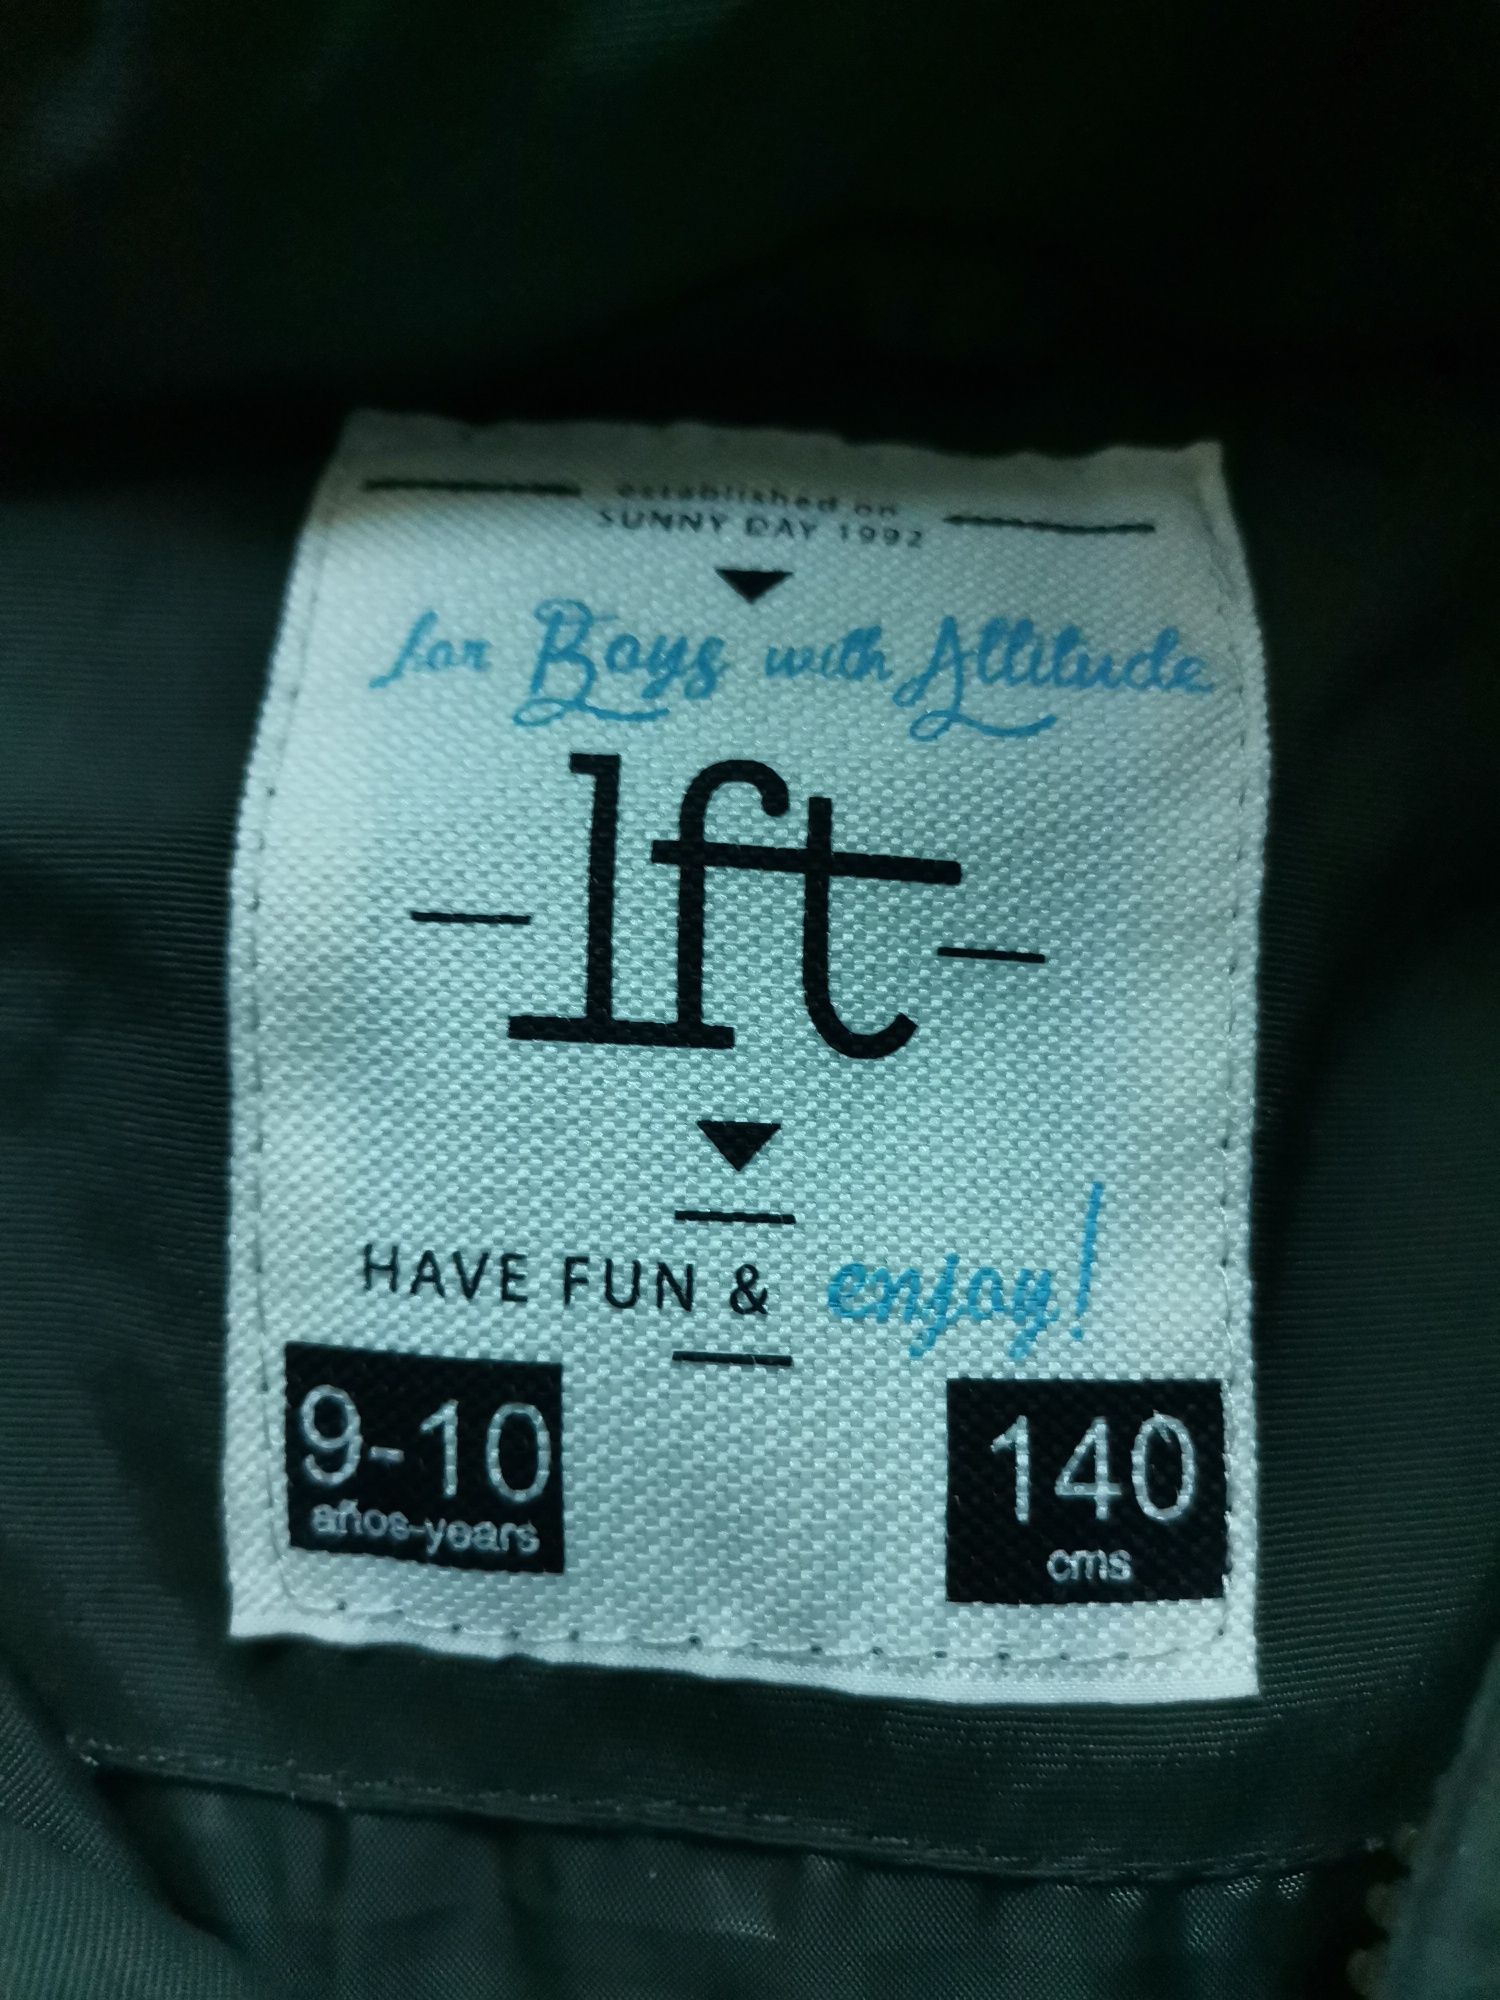 established on
SUNNY DAY 1992
for Boys with Attitude
lft
HAVE FUN & enjoy!
9-10
años-years
140
cms